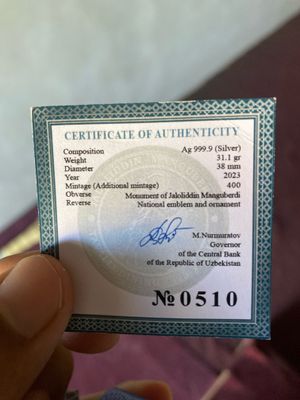 CERTIFICATE OF AUTHENTICITY
Composition Ag 999.9 (Silver)
Weight 31.1 gr
Diameter 38 mm
Year 2023
Mintage (Additional mintage) 400
Obverse Monument of Jaloliddin Manguberdi
Reverse National emblem and ornament
M.Nurmuratov
Governor
of the Central Bank
of the Republic of Uzbekistan
№ 0510